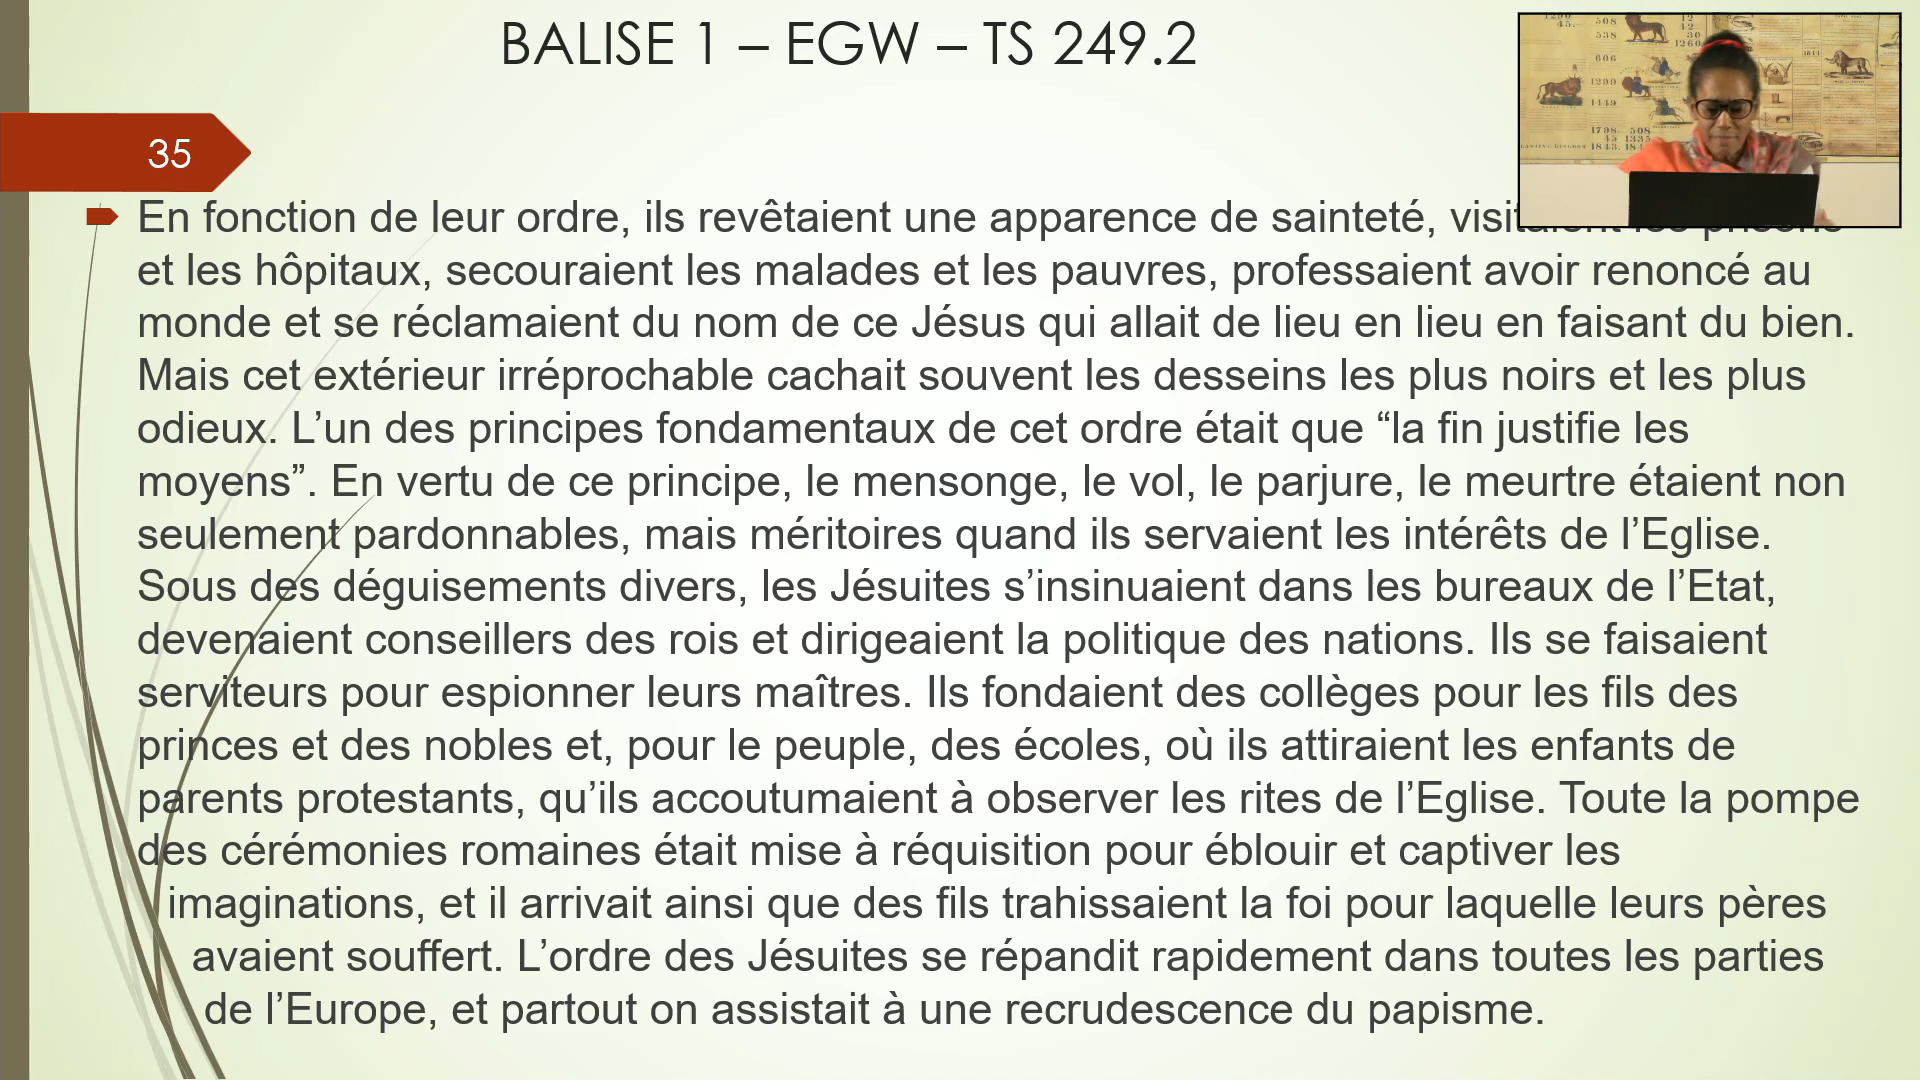 BALISE 1 – EGW – TS 249.2
35
En fonction de leur ordre, ils revêtaient une apparence de sainteté,
et les hôpitaux, secouraient les malades et les pauvres, professaient avoir renoncé au
monde et se réclamaient du nom de ce Jésus qui allait de lieu en lieu en faisant du bien.
Mais cet extérieur irréprochable cachait souvent les desseins les plus noirs et les plus
odieux. L’un des principes fondamentaux de cet ordre était que “la fin justifie les
moyens”. En vertu de ce principe, le mensonge, le vol, le parjure, le meurtre étaient non
seulement pardonnables, mais méritoires quand ils servaient les intérêts de l’Eglise.
Sous des déguisements divers, les Jésuites s’insinuaient dans les bureaux de l’Etat,
devenaient conseillers des rois et dirigeaient la politique des nations. Ils se faisaient
serviteurs pour espionner leurs maîtres. Ils fondaient des collèges pour les fils des
princes et des nobles et, pour le peuple, des écoles, où ils attiraient les enfants de
parents protestants, qu’ils accoutumaient à observer les rites de l’Eglise. Toute la pompe
des cérémonies romaines était mise à réquisition pour éblouir et captiver les
imaginations, et il arrivait ainsi que des fils trahissaient la foi pour laquelle leurs pères
avaient souffert. L’ordre des Jésuites se répandit rapidement dans toutes les parties
de l’Europe, et partout on assistait à une recrudescence du papisme.
508
538
606
1299
1449
1798